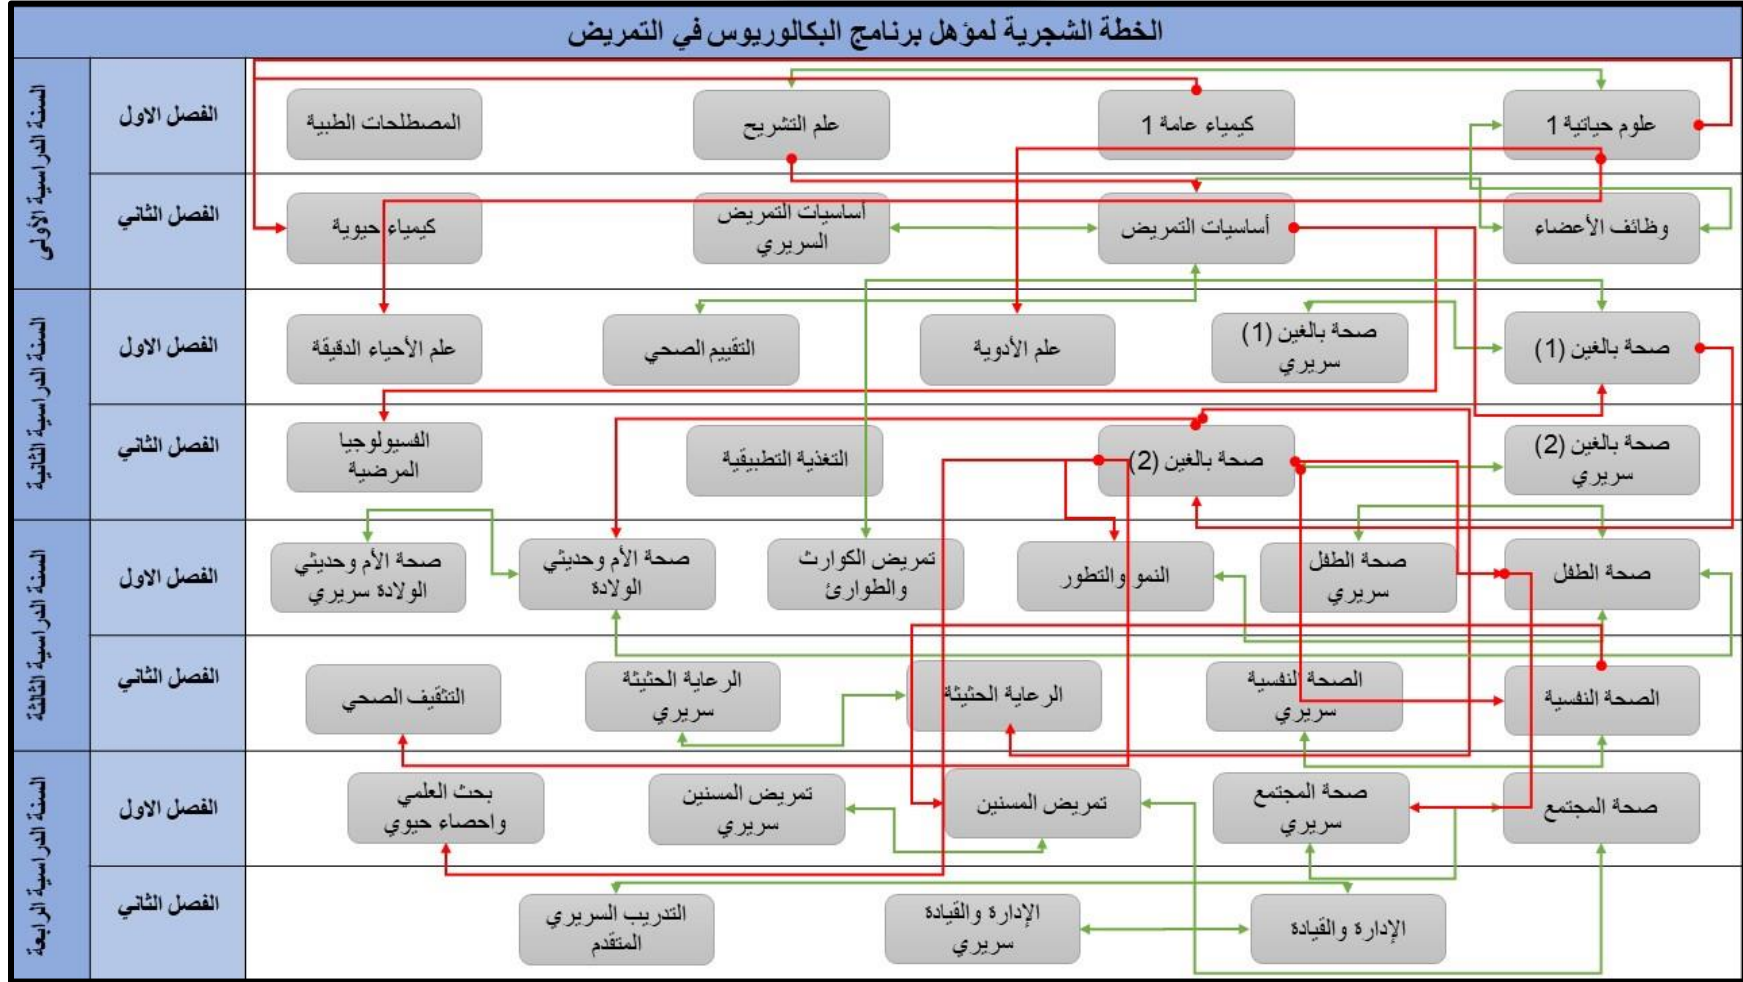 الخطة الشجرية لمؤهل برنامج البكالوريوس في التمريض
السنة الدراسية الأولى
الفصل الاول
علوم حياتية 1
كيمياء عامة 1
علم التشريح
المصطلحات الطبية
الفصل الثاني
وظائف الأعضاء
أساسيات التمريض
أساسيات التمريض
السريري
كيمياء حيوية
السنة الدراسية الثانية
الفصل الاول
صحة بالغين (1)
صحة بالغين (1)
سريري
علم الأدوية
التقييم الصحي
علم الأحياء الدقيقة
الفصل الثاني
صحة بالغين (2)
سريري
صحة بالغين (2)
التغذية التطبيقية
الفسيولوجيا
المرضية
السنة الدراسية الثالثة
الفصل الاول
صحة الطفل
صحة الطفل
سريري
النمو والتطور
تمريض الكوارث
والطوارئ
صحة الأم وحديثي
الولادة
صحة الأم وحديثي
الولادة سريري
الفصل الثاني
الصحة النفسية
الصحة النفسية
سريري
الرعاية الحثيثة
الرعاية الحثيثة
سريري
التثقيف الصحي
السنة الدراسية الرابعة
الفصل الاول
صحة المجتمع
صحة المجتمع
سريري
تمريض المسنين
تمريض المسنين
سريري
بحث العلمي
واحصاء حيوي
الفصل الثاني
الإدارة والقيادة
الإدارة والقيادة
سريري
التدريب السريري
المتقدم